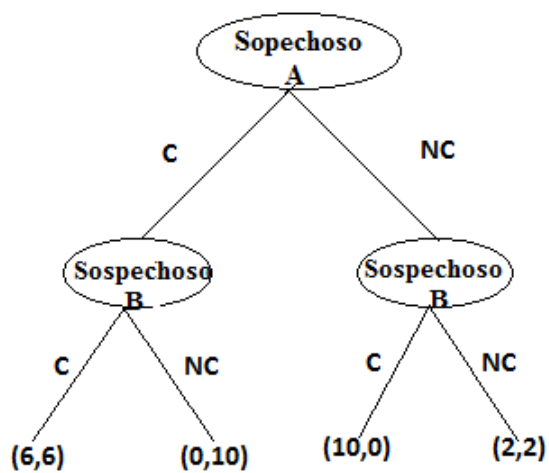 Sopechoso
A
C
NC
Sospechoso
B
Sospechoso
B
C
NC
C
NC
(6,6)
(0,10)
(10,0)
(2,2)